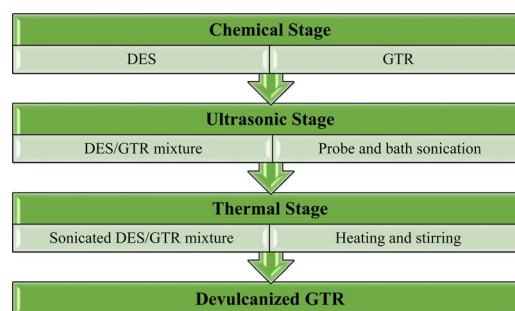 Chemical Stage
DES GTR
Ultrasonic Stage
DES/GTR mixture Probe and bath sonication
Thermal Stage
Sonicated DES/GTR mixture Heating and stirring
Devulcanized GTR